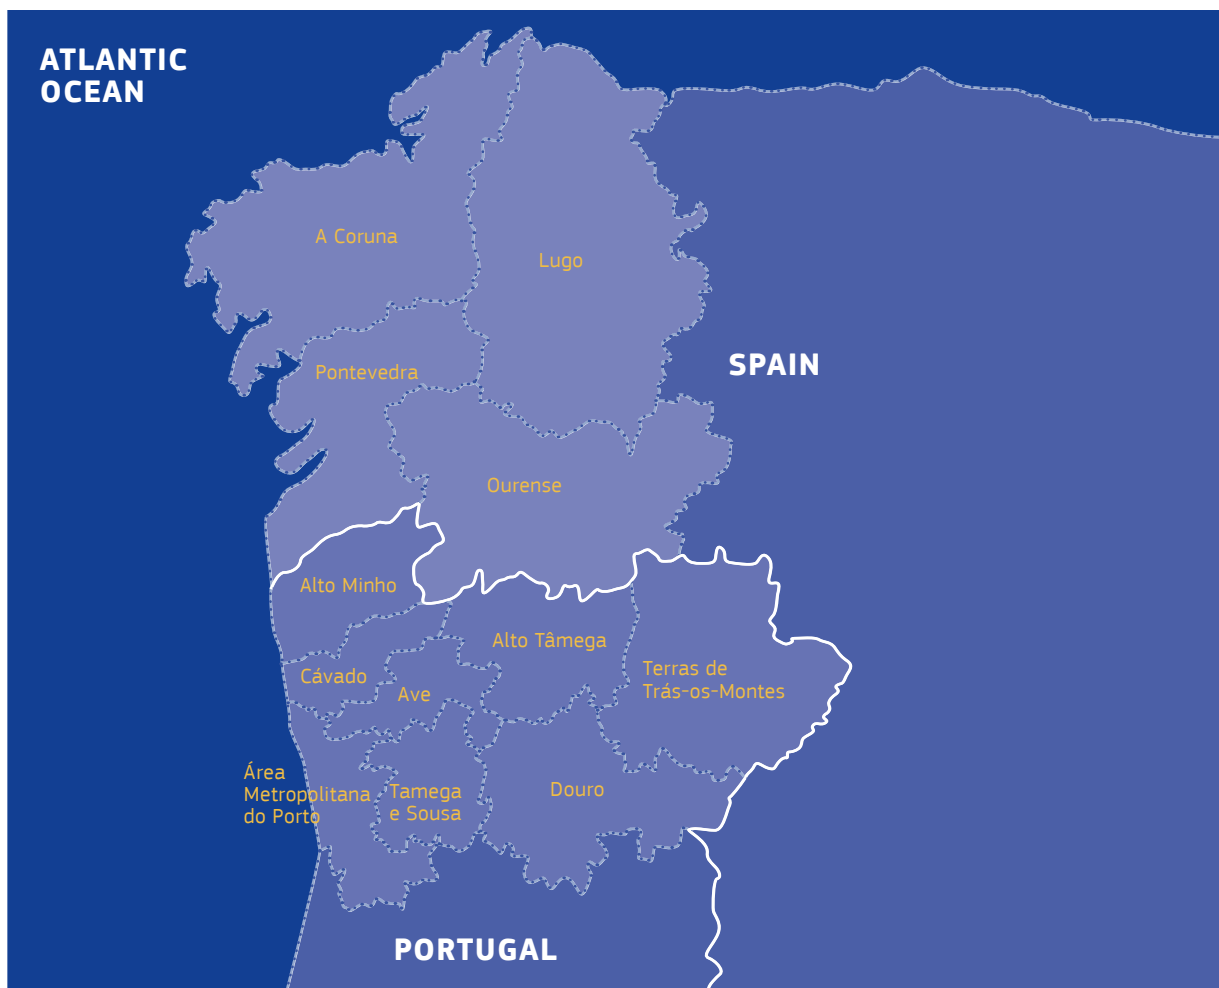 ATLANTIC
OCEAN
A Coruna
Lugo
SPAIN
Pontevedra
Ourense
Alto Minho
Alto Tâmega
Terras de
Trás-os-Montes
Cávado
Ave
Área
Metropolitana
do Porto
Tamega
e Sousa
Douro
PORTUGAL